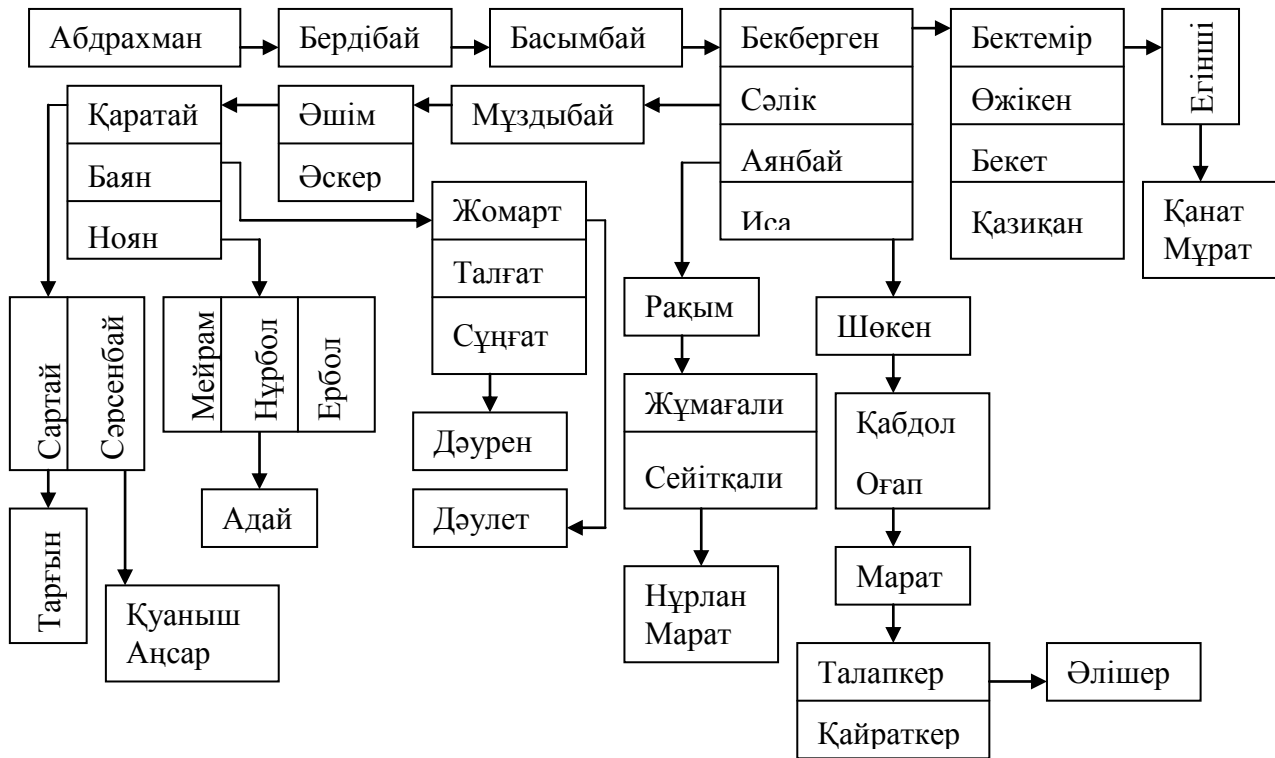 Абдрахман
Бердібай
Басымбай
Бекберген
Сәлік
Аянбай
Иса
Бектемір
Өжікен
Бекет
Қазиқан
Егінші
Қанат
Мұрат
Қаратай
Баян
Ноян
Әшім
Әскер
Мұздыбай
Жомарт
Талғат
Сұңғат
Рақым
Шөкен
Сартай
Сәрсенбай
Мейрам
Нұрбол
Ербол
Жұмағали
Сейітқали
Қабдол
Оғап
Дәурен
Адай
Дәулет
Тарғын
Қуаныш
Аңсар
Нұрлан
Марат
Марат
Талапкер
Қайраткер
Әлішер